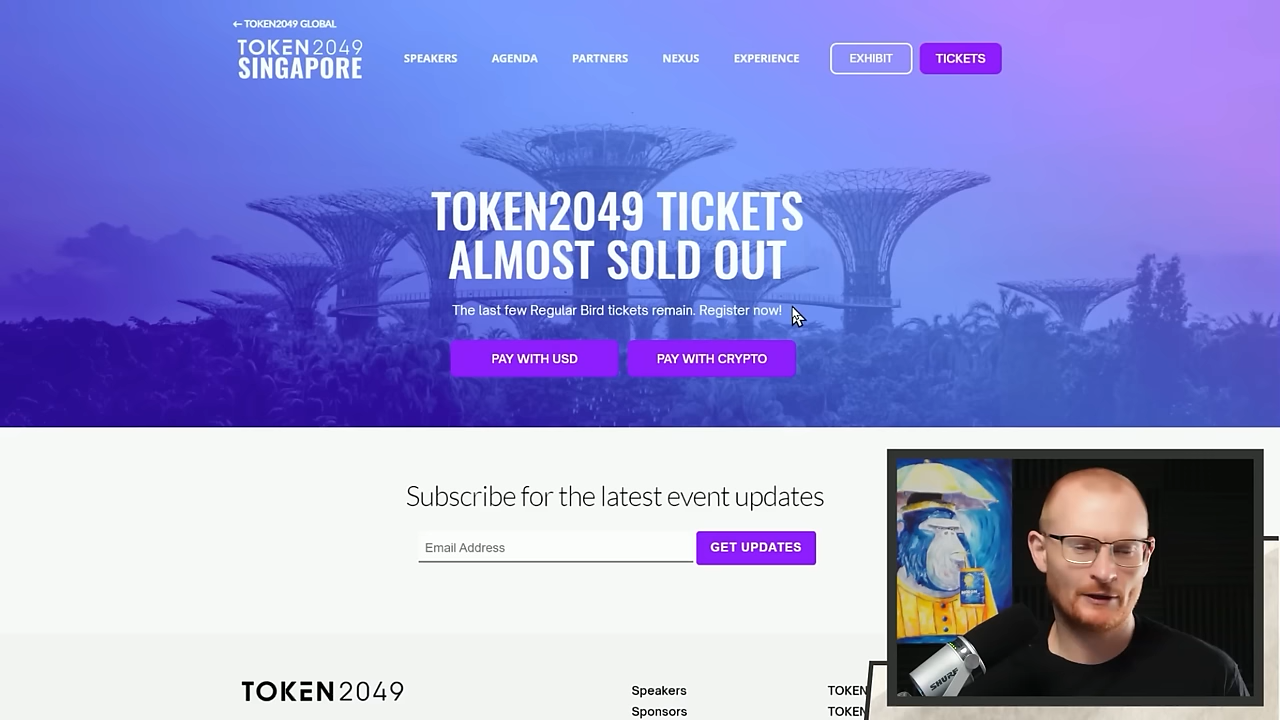 ← TOKEN2049 GLOBAL
TOKEN2049
SINGAPORE
SPEAKERS
AGENDA
PARTNERS
NEXUS
EXPERIENCE
EXHIBIT
TICKETS
TOKEN2049 TICKETS
ALMOST SOLD OUT
The last few Regular Bird tickets remain. Register now!
PAY WITH USD
PAY WITH CRYPTO
Subscribe for the latest event updates
Email Address
GET UPDATES
TOKEN2049
Speakers
Sponsors
TOKEN
TOKEN
SHURE